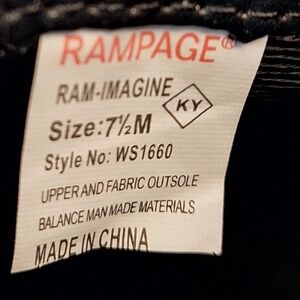 RAMPAGE®
RAM-IMAGINE
KY
Size:7½M
Style No: WS1660
UPPER AND FABRIC OUTSOLE
BALANCE MAN MADE MATERIALS
MADE IN CHINA